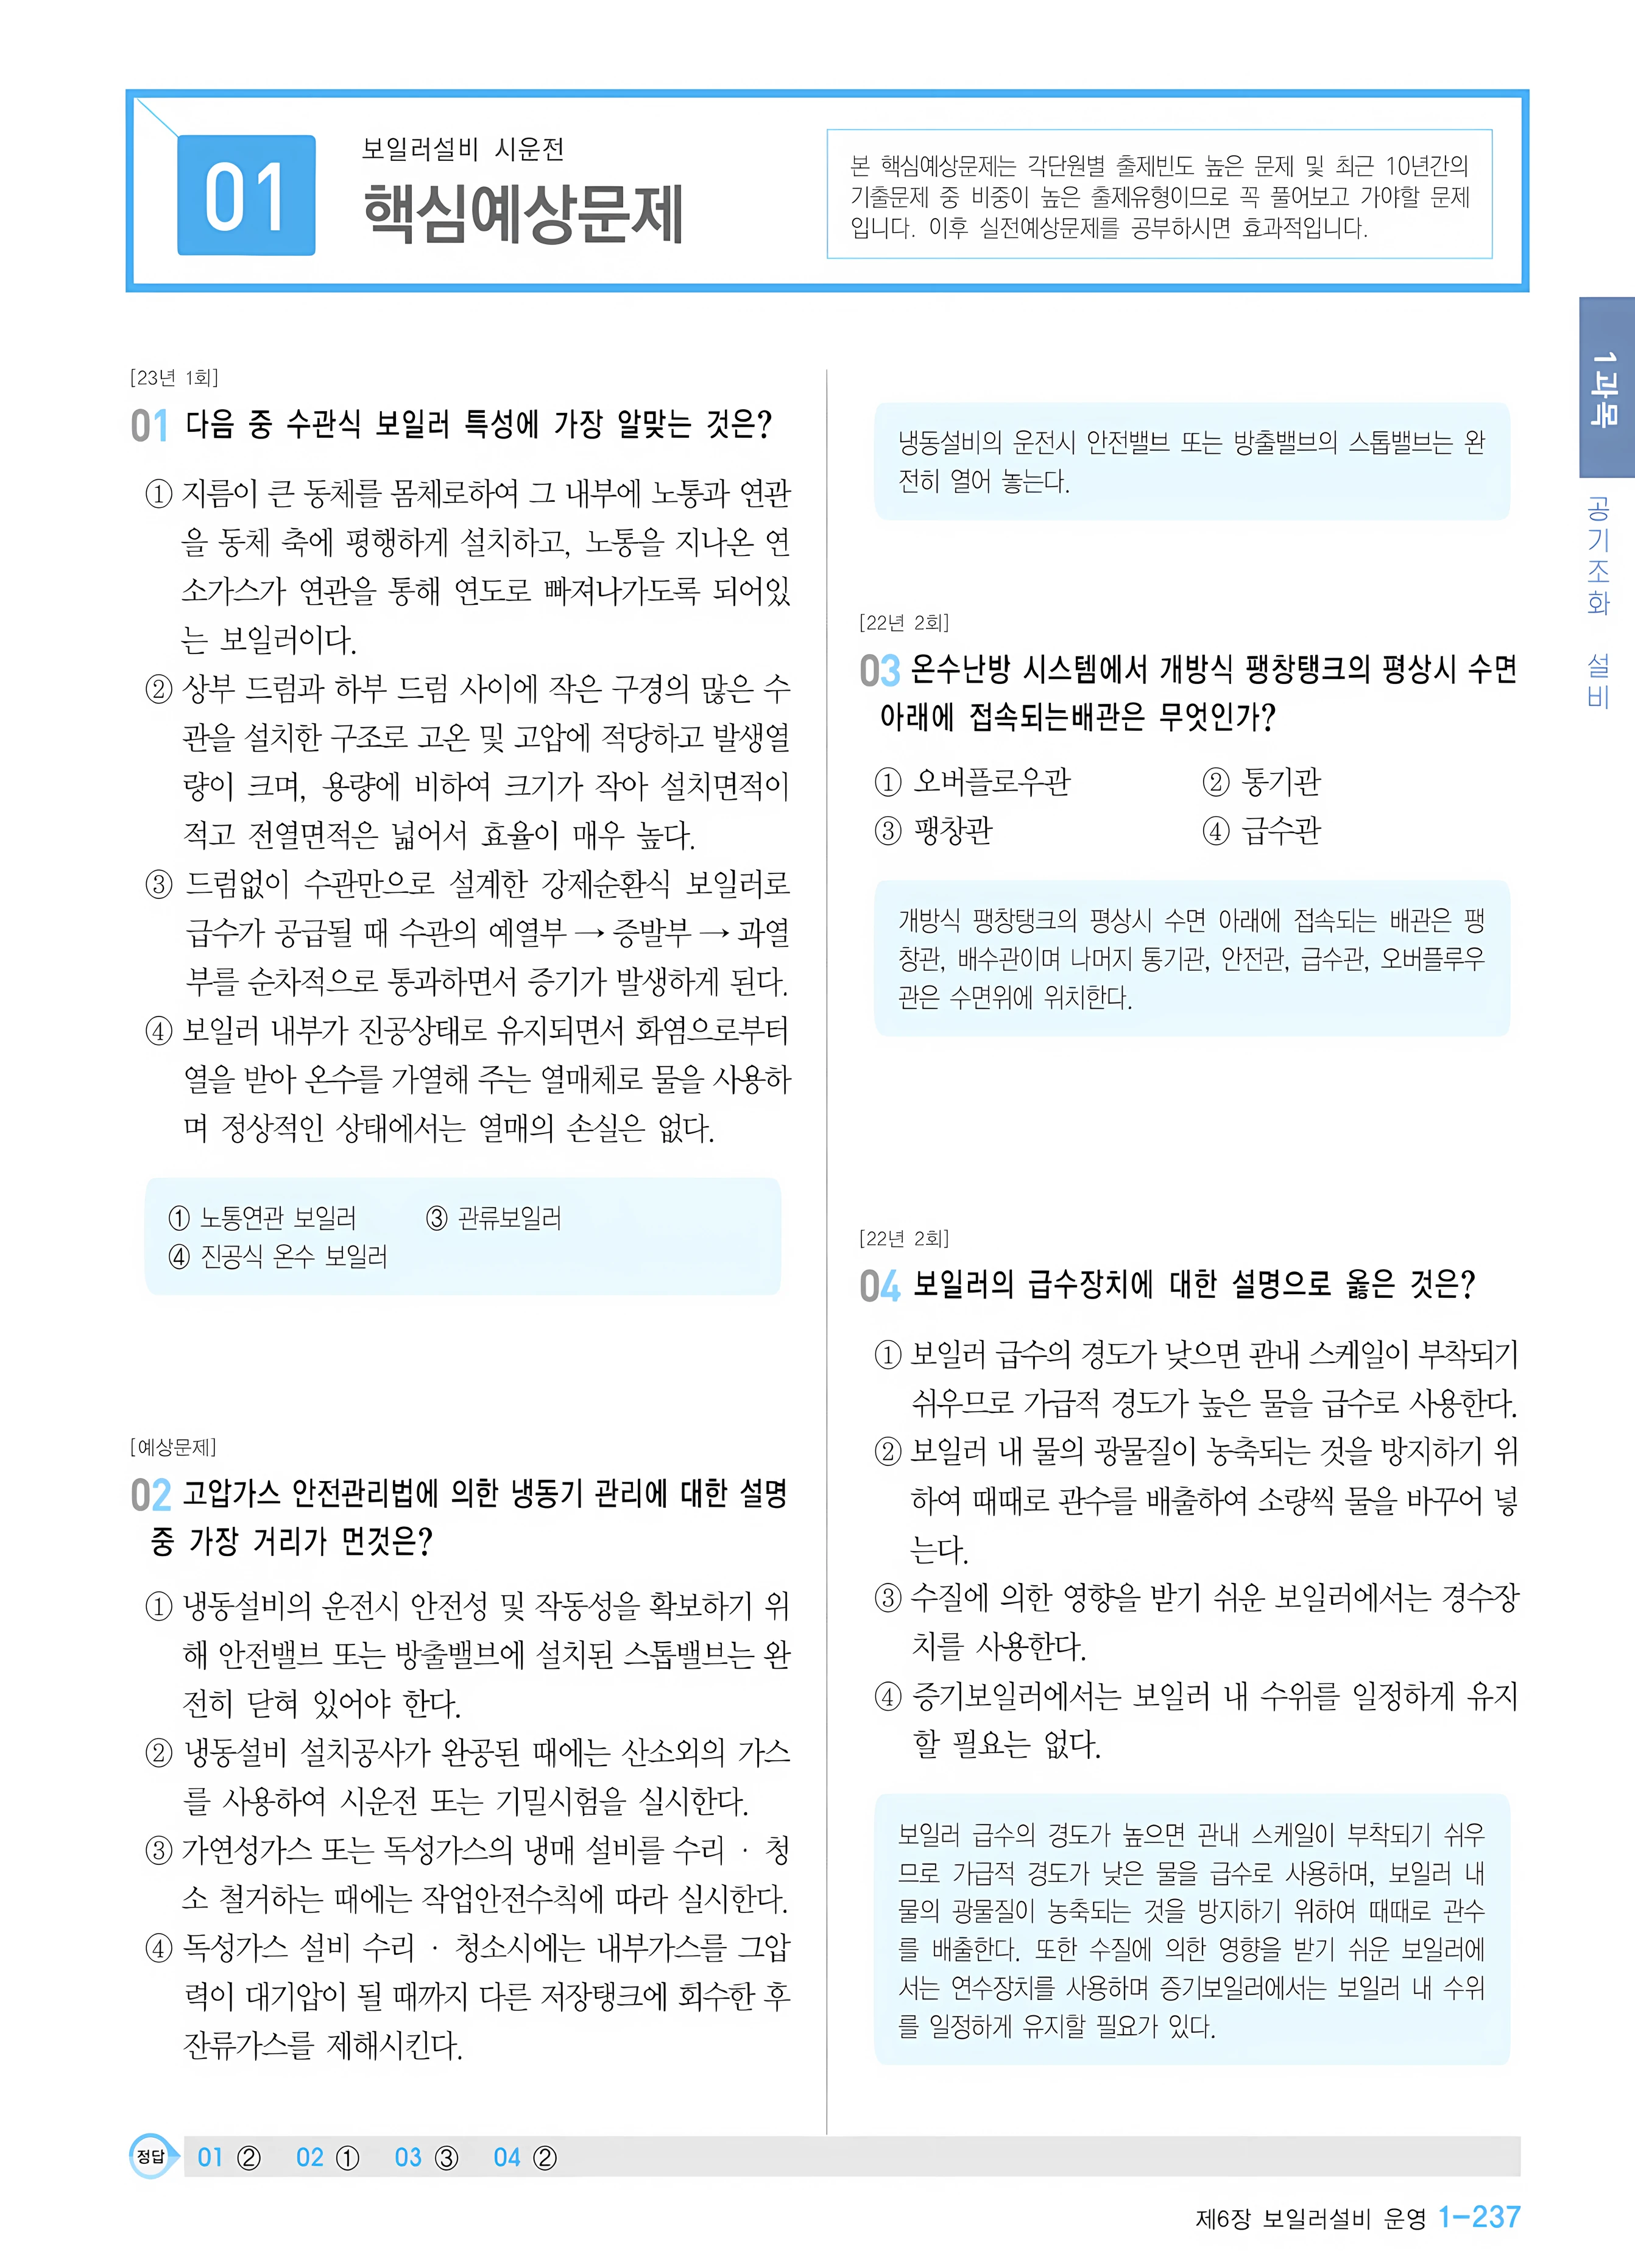 01
보일러설비 시운전
핵심예상문제
본 핵심예상문제는 각단원별 출제빈도 높은 문제 및 최근 10년간의
기출문제 중 비중이 높은 출제유형이므로 꼭 풀어보고 가야할 문제
입니다. 이후 실전예상문제를 공부하시면 효과적입니다.
[23년 1회]
01 다음 중 수관식 보일러 특성에 가장 알맞는 것은?
① 지름이 큰 동체를 몸체로하여 그 내부에 노통과 연관
을 동체 축에 평행하게 설치하고, 노통을 지나온 연
소가스가 연관을 통해 연도로 빠져나가도록 되어있
는 보일러이다.
② 상부 드럼과 하부 드럼 사이에 작은 구경의 많은 수
관을 설치한 구조로 고온 및 고압에 적당하고 발생열
량이 크며, 용량에 비하여 크기가 작아 설치면적이
적고 전열면적은 넓어서 효율이 매우 높다.
③ 드럼없이 수관만으로 설계한 강제순환식 보일러로
급수가 공급될 때 수관의 예열부 → 증발부 → 과열
부를 순차적으로 통과하면서 증기가 발생하게 된다.
④ 보일러 내부가 진공상태로 유지되면서 화염으로부터
열을 받아 온수를 가열해 주는 열매체로 물을 사용하
며 정상적인 상태에서는 열매의 손실은 없다.
① 노통연관 보일러 ③ 관류보일러
④ 진공식 온수 보일러
[예상문제]
02 고압가스 안전관리법에 의한 냉동기 관리에 대한 설명
중 가장 거리가 먼것은?
① 냉동설비의 운전시 안전성 및 작동성을 확보하기 위
해 안전밸브 또는 방출밸브에 설치된 스톱밸브는 완
전히 닫혀 있어야 한다.
② 냉동설비 설치공사가 완공된 때에는 산소외의 가스
를 사용하여 시운전 또는 기밀시험을 실시한다.
③ 가연성가스 또는 독성가스의 냉매 설비를 수리 · 청
소 철거하는 때에는 작업안전수칙에 따라 실시한다.
④ 독성가스 설비 수리 · 청소시에는 내부가스를 그압
력이 대기압이 될 때까지 다른 저장탱크에 회수한 후
잔류가스를 제해시킨다.
냉동설비의 운전시 안전밸브 또는 방출밸브의 스톱밸브는 완
전히 열어 놓는다.
[22년 2회]
03 온수난방 시스템에서 개방식 팽창탱크의 평상시 수면
아래에 접속되는배관은 무엇인가?
① 오버플로우관 ② 통기관
③ 팽창관 ④ 급수관
개방식 팽창탱크의 평상시 수면 아래에 접속되는 배관은 팽
창관, 배수관이며 나머지 통기관, 안전관, 급수관, 오버플루우
관은 수면위에 위치한다.
[22년 2회]
04 보일러의 급수장치에 대한 설명으로 옳은 것은?
① 보일러 급수의 경도가 낮으면 관내 스케일이 부착되기
쉬우므로 가급적 경도가 높은 물을 급수로 사용한다.
② 보일러 내 물의 광물질이 농축되는 것을 방지하기 위
하여 때때로 관수를 배출하여 소량씩 물을 바꾸어 넣
는다.
③ 수질에 의한 영향을 받기 쉬운 보일러에서는 경수장
치를 사용한다.
④ 증기보일러에서는 보일러 내 수위를 일정하게 유지
할 필요는 없다.
보일러 급수의 경도가 높으면 관내 스케일이 부착되기 쉬우
므로 가급적 경도가 낮은 물을 급수로 사용하며, 보일러 내
물의 광물질이 농축되는 것을 방지하기 위하여 때때로 관수
를 배출한다. 또한 수질에 의한 영향을 받기 쉬운 보일러에
서는 연수장치를 사용하며 증기보일러에서는 보일러 내 수위
를 일정하게 유지할 필요가 있다.
1과목
공기조화 설비
정답 01 ② 02 ① 03 ③ 04 ②
제6장 보일러설비 운영 1-237